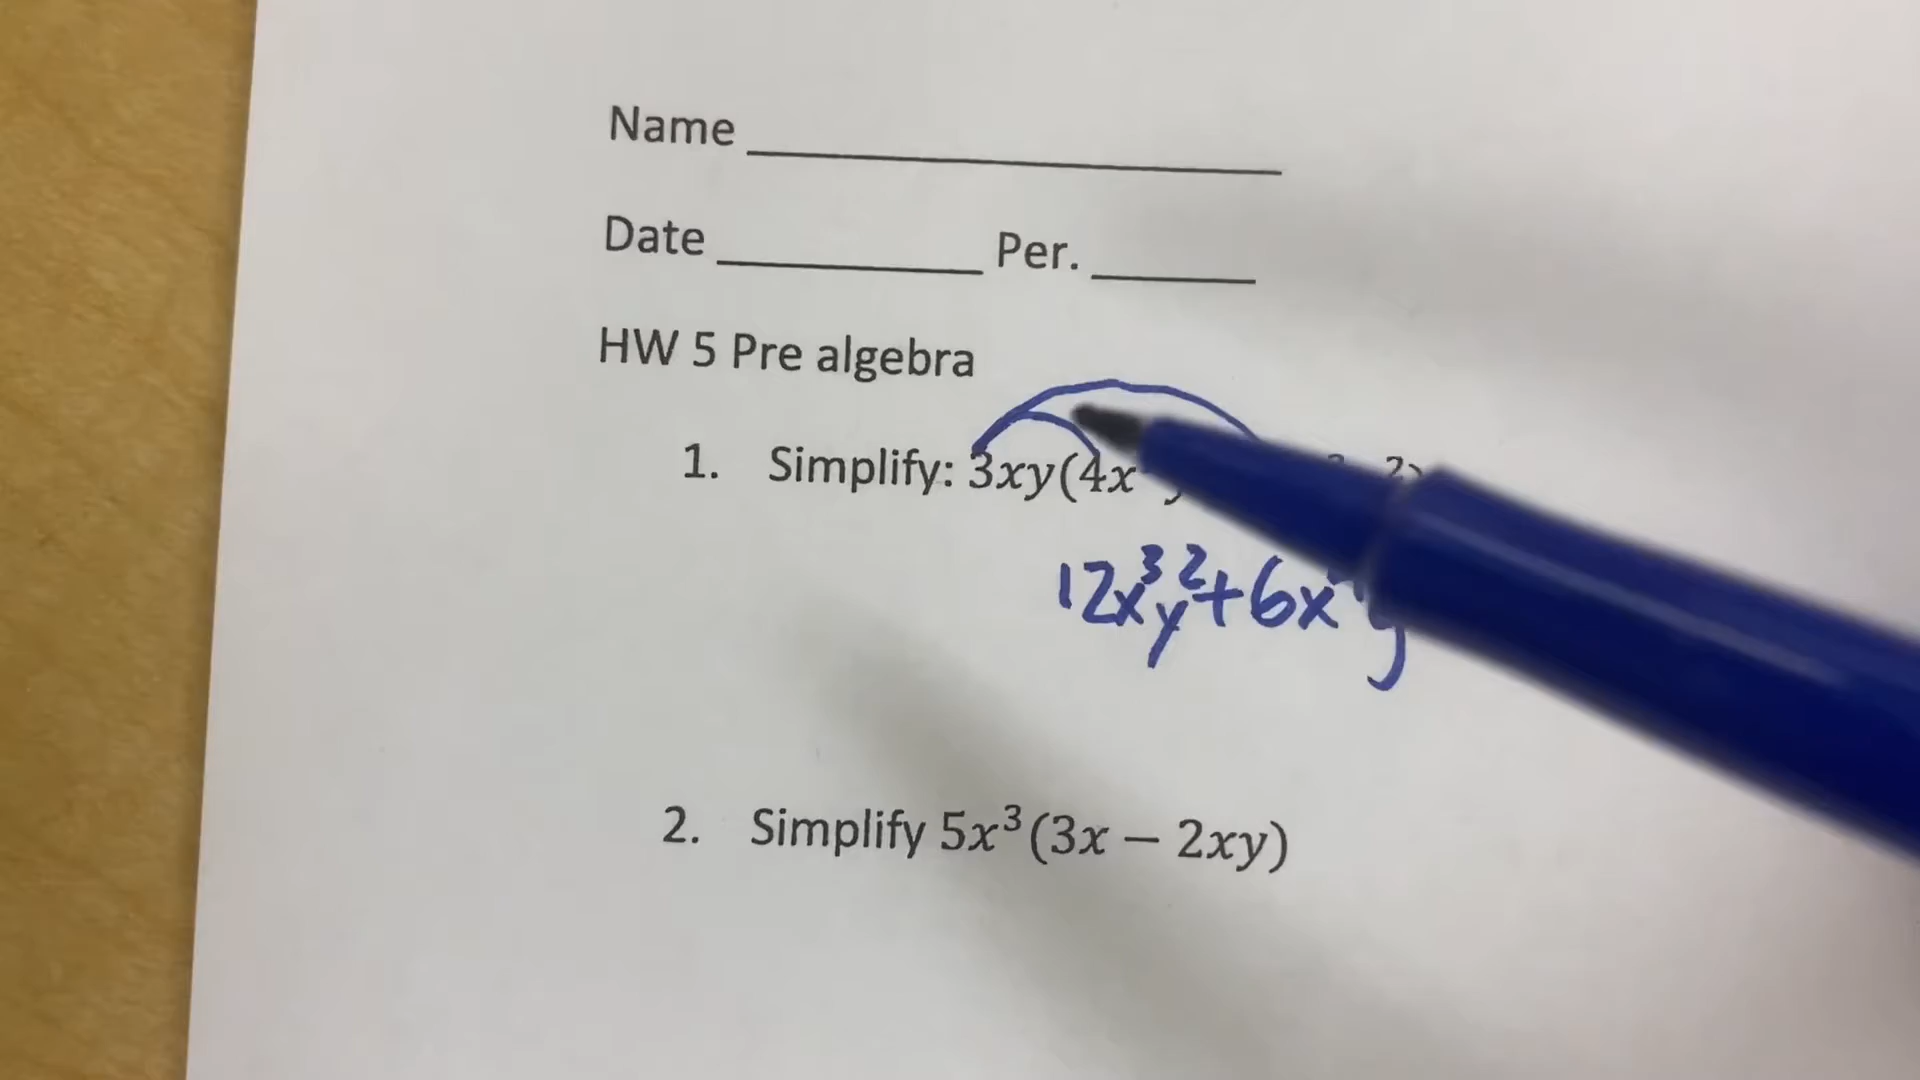 Name
Date Per.
HW 5 Pre algebra
1. Simplify: 3xy(4x
12x³y²+6x
2. Simplify 5x³(3x − 2xy)